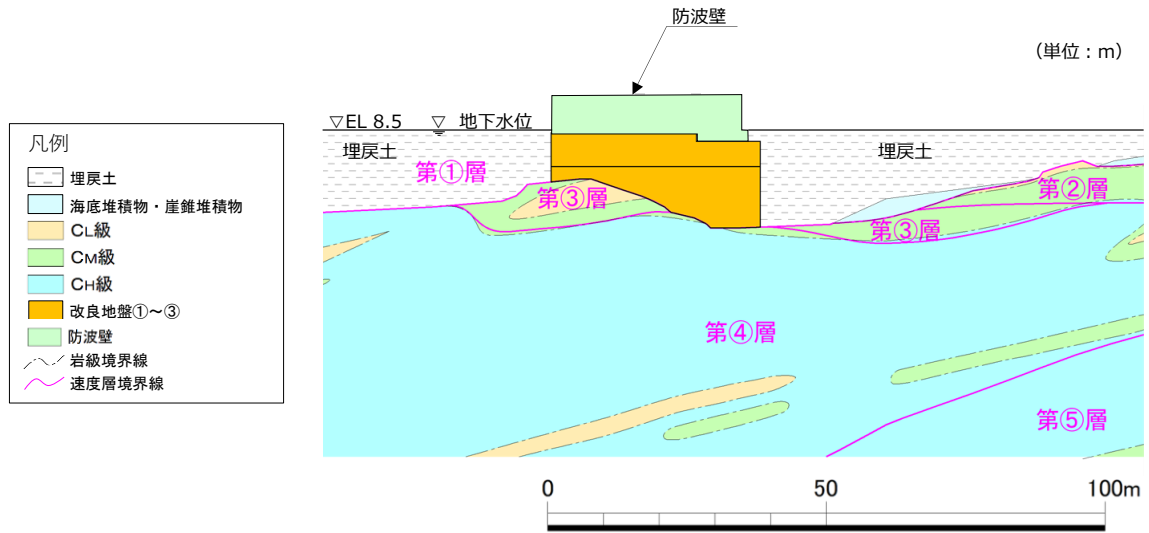 防波壁
(単位:m)
▽EL 8.5 ▽ 地下水位
埋戻土
埋戻土
第①層
第③層
第②層
第③層
第④層
第⑤層
凡例
埋戻土
海底堆積物・崖錐堆積物
CL級
CM級
CH級
改良地盤①～③
防波壁
岩級境界線
速度層境界線
0 50 100m